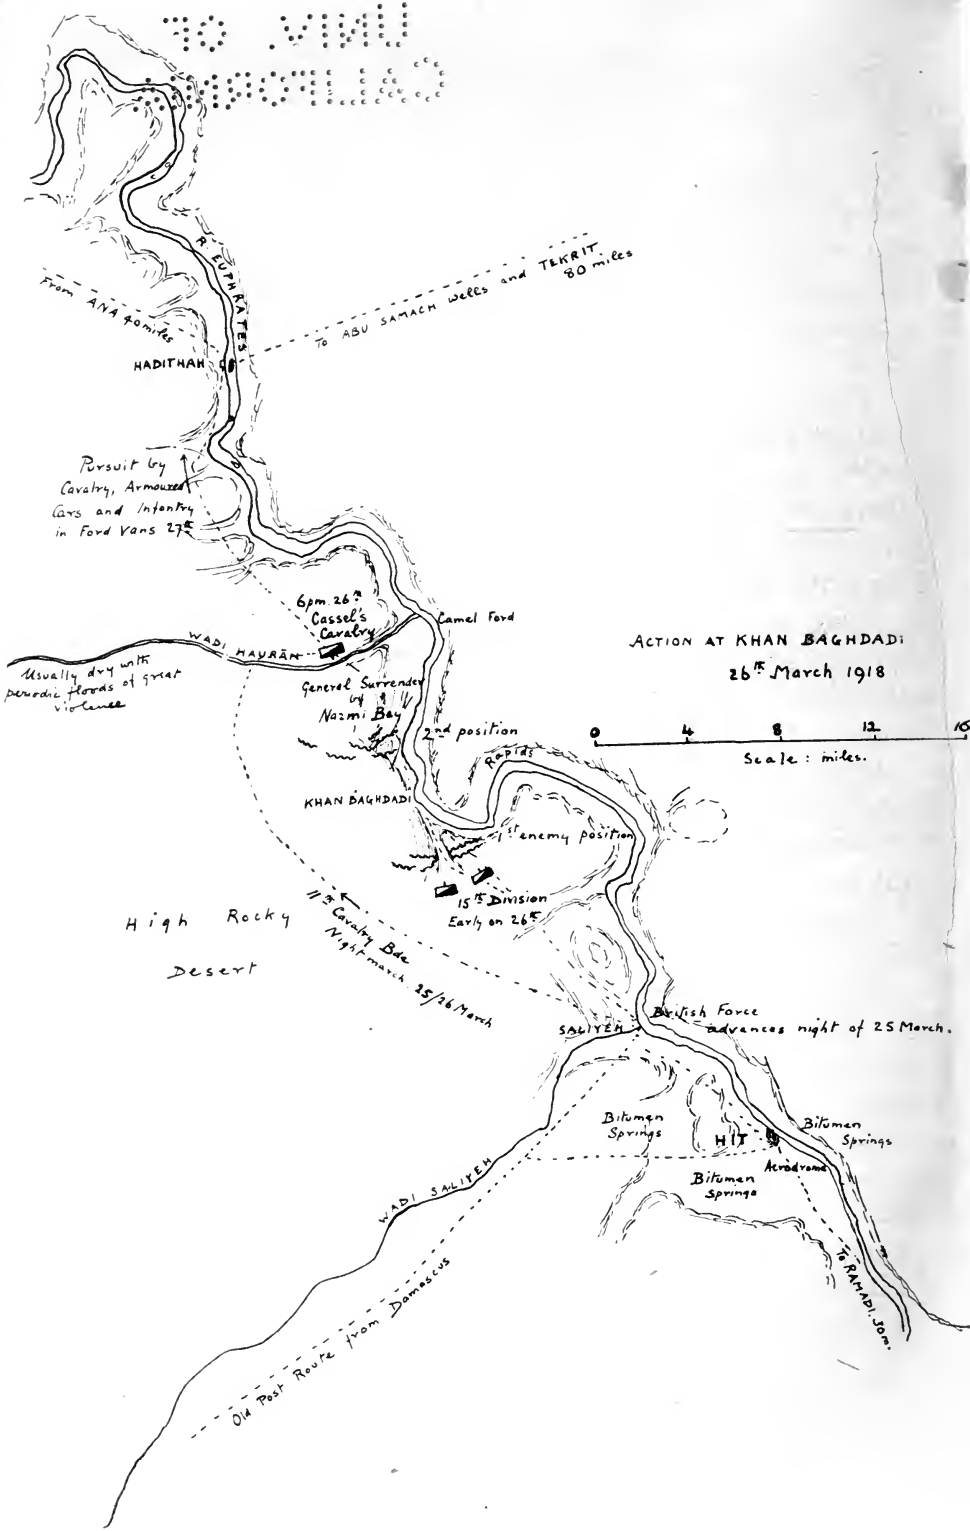 UNIV. OF
CALIFORNIA
R. EUPHRATES
From ANA 40 miles
To ABU SAMACH Wells and TEKRIT
80 miles
HADITHAH
Pursuit by
Cavalry, Armoured
Cars and Infantry
in Ford Vans 27th
6pm. 26th
Cassel's
Cavalry
Camel Ford
WADI HAURĀN
Usually dry with
periodic floods of great
violence
ACTION AT KHAN BAGHDADI
26th March 1918
General Surrender
by
Nazmi Bey
2nd position
0 4 8 12 16
Scale: miles.
Rapids
KHAN BAGHDADI
1st enemy position
15th Division
Early on 26th
11th Cavalry Bde
Night march. 25/26 March
High Rocky
Desert
British Force
advances night of 25 March.
SALIYEH
Bitumen
Springs
HIT
Bitumen
Springs
Aerodrome
Bitumen
Springs
WADI SALIYEH
To RAMADI. 30m.
Old Post Route from Damascus